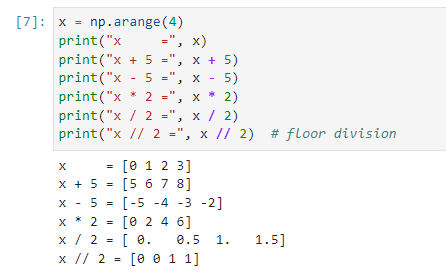 [7]: x = np.arange(4)
print("x     =", x)
print("x + 5 =", x + 5)
print("x - 5 =", x - 5)
print("x * 2 =", x * 2)
print("x / 2 =", x / 2)
print("x // 2 =", x // 2)  # floor division
x     = [0 1 2 3]
x + 5 = [5 6 7 8]
x - 5 = [-5 -4 -3 -2]
x * 2 = [0 2 4 6]
x / 2 = [ 0.   0.5  1.   1.5]
x // 2 = [0 0 1 1]